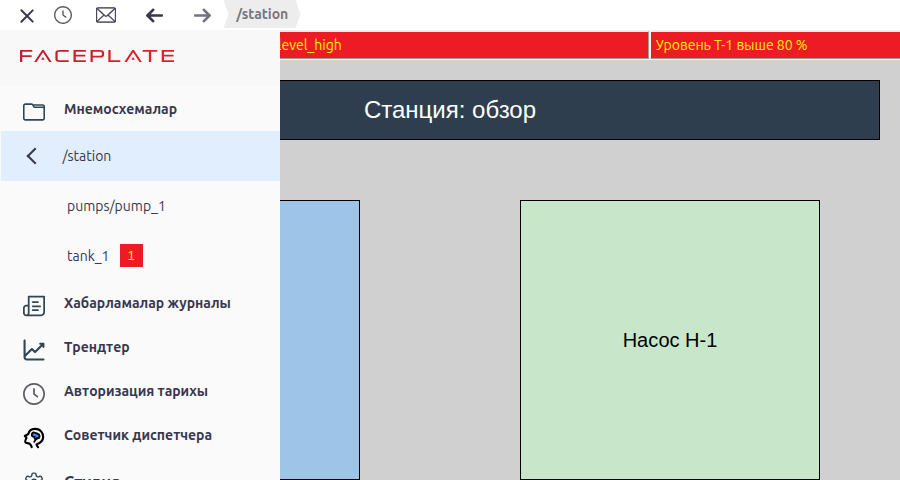 /station
FACEPLATE
Level_high
Уровень Т-1 выше 80 %
Мнемосхемалар
Станция: обзор
/station
pumps/pump_1
tank_1 1
Хабарламалар журналы
Насос Н-1
Трендтер
Авторизация тарихы
Советчик диспетчера